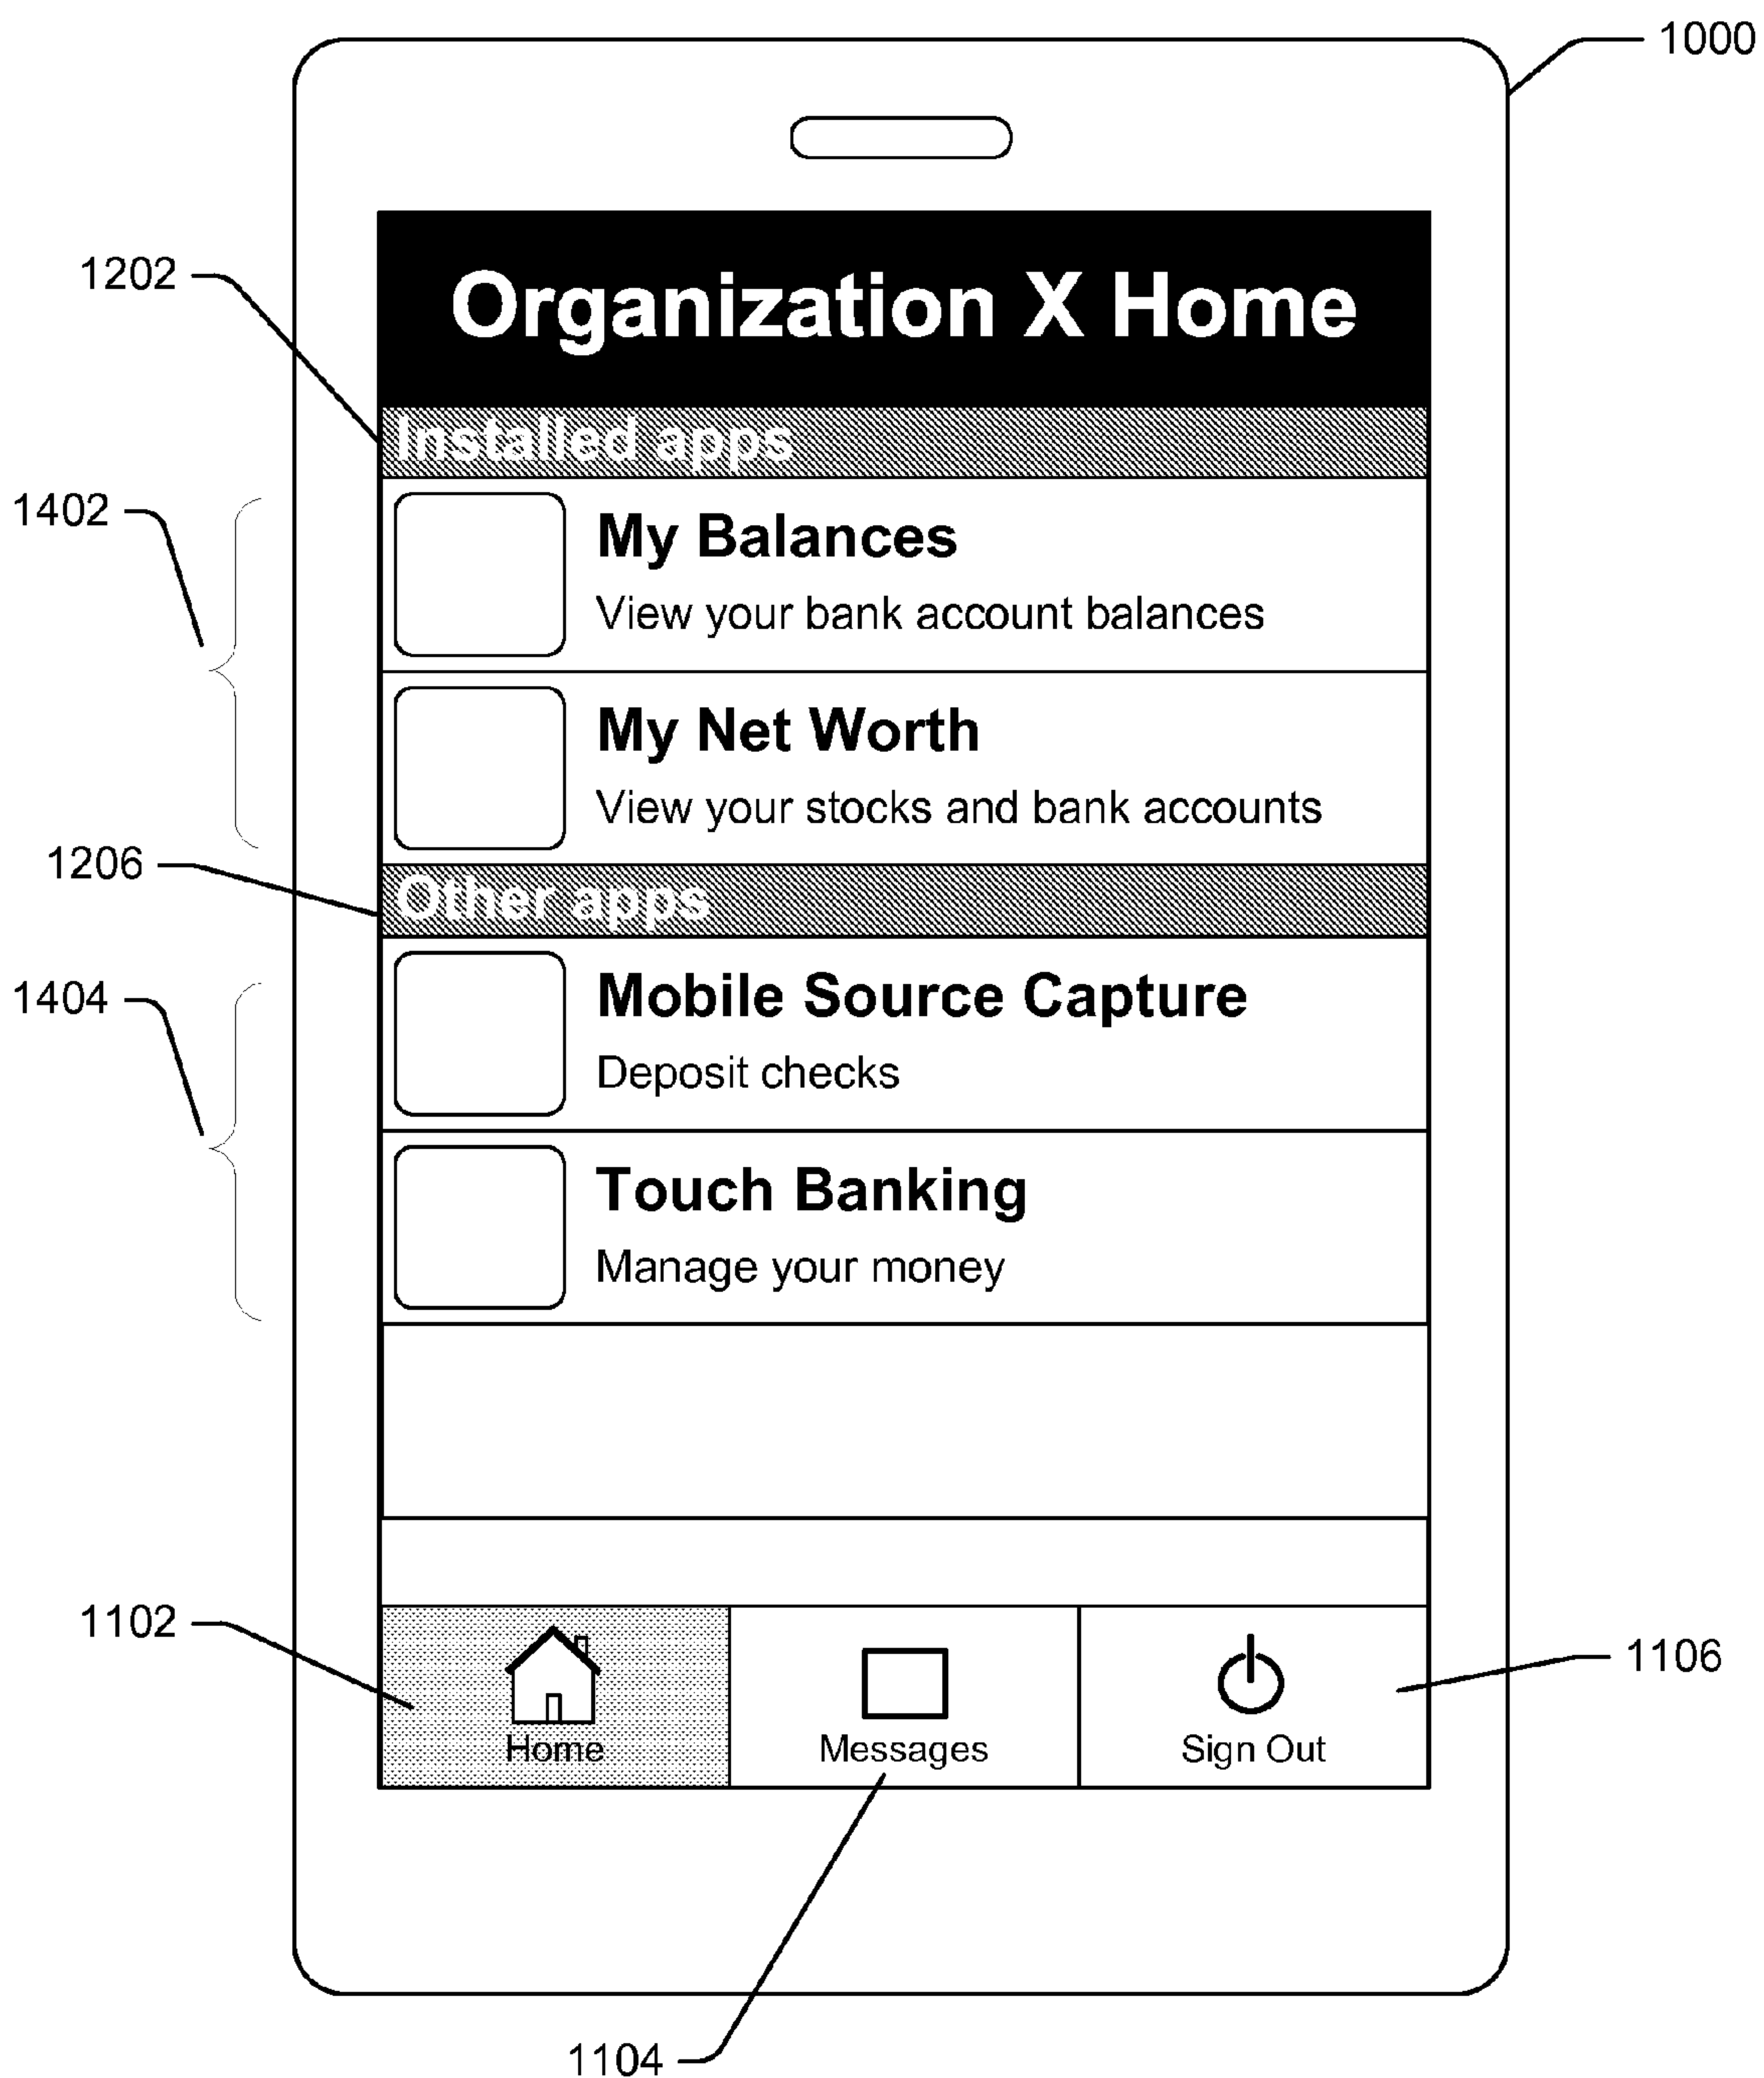 1000
Organization X Home
1202
Installed apps
1402
My Balances
View your bank account balances
My Net Worth
View your stocks and bank accounts
1206
Other apps
1404
Mobile Source Capture
Deposit checks
Touch Banking
Manage your money
1102
1106
Home
Messages
Sign Out
1104